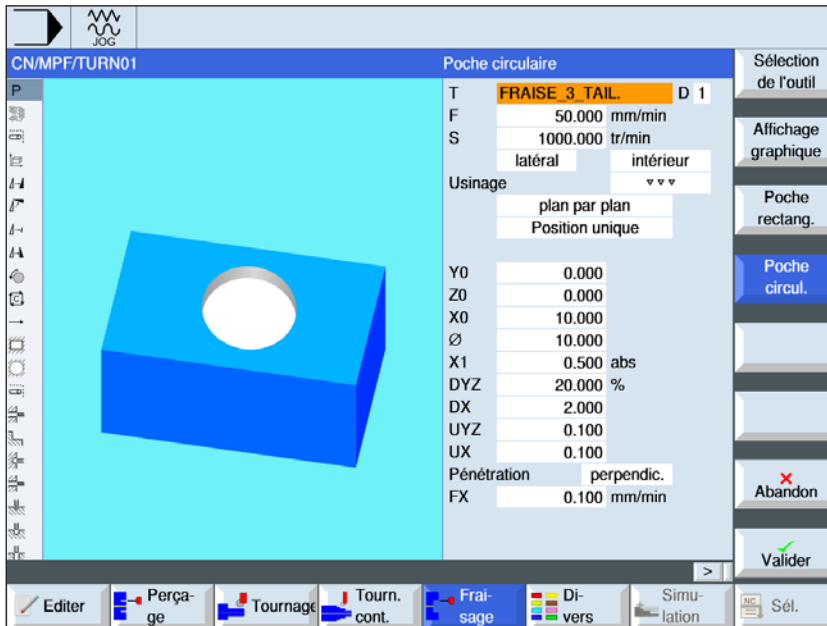 JOG
CN/MPF/TURN01
Poche circulaire
P
T FRAISE_3_TAIL. D 1
F 50.000 mm/min
S 1000.000 tr/min
latéral intérieur
Usinage ▿ ▿ ▿
plan par plan
Position unique
Y0 0.000
Z0 0.000
X0 10.000
Ø 10.000
X1 0.500 abs
DYZ 20.000 %
DX 2.000
UYZ 0.100
UX 0.100
Pénétration perpendic.
FX 0.100 mm/min
Sélection
de l'outil
Affichage
graphique
Poche
rectang.
Poche
circul.
Abandon
Valider
>
Editer
Perça-
ge
Tournage
Tourn.
cont.
Frai-
sage
Di-
vers
Simu-
lation
NC
Sél.